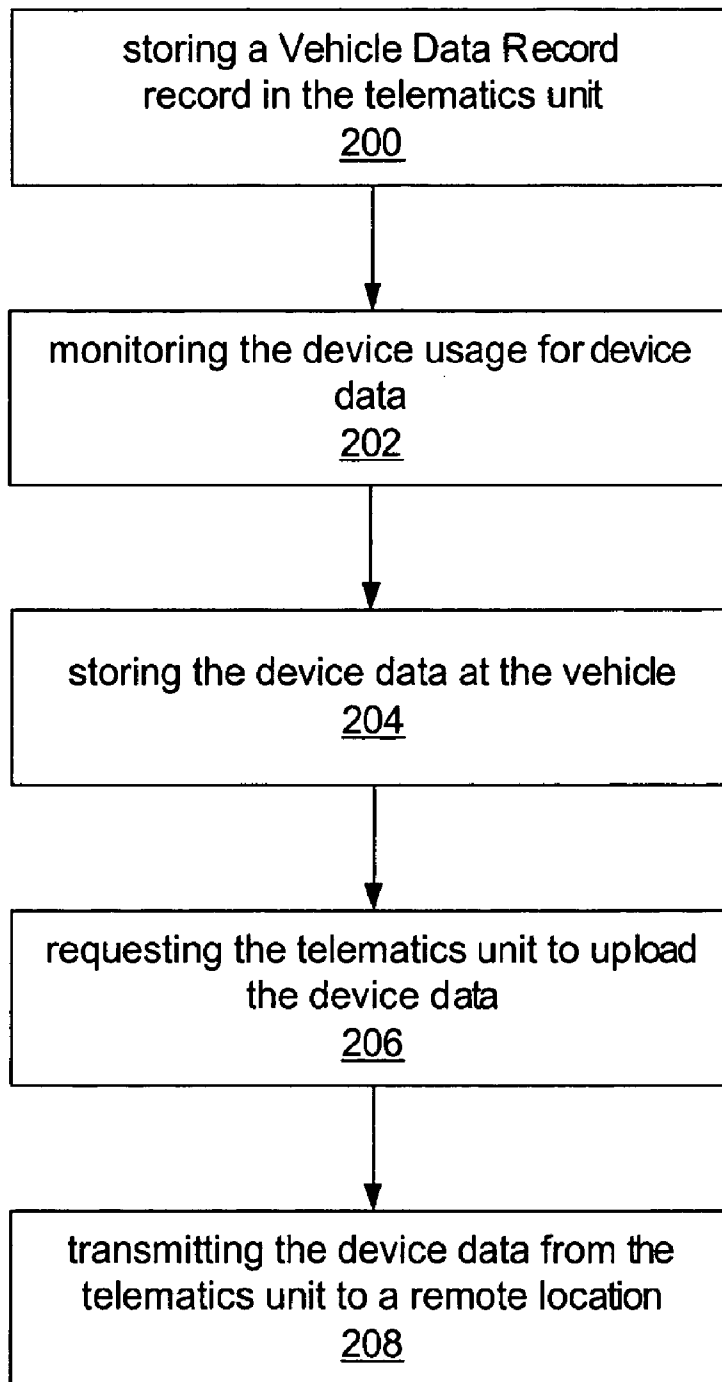 storing a Vehicle Data Record
record in the telematics unit
200
monitoring the device usage for device
data
202
storing the device data at the vehicle
204
requesting the telematics unit to upload
the device data
206
transmitting the device data from the
telematics unit to a remote location
208